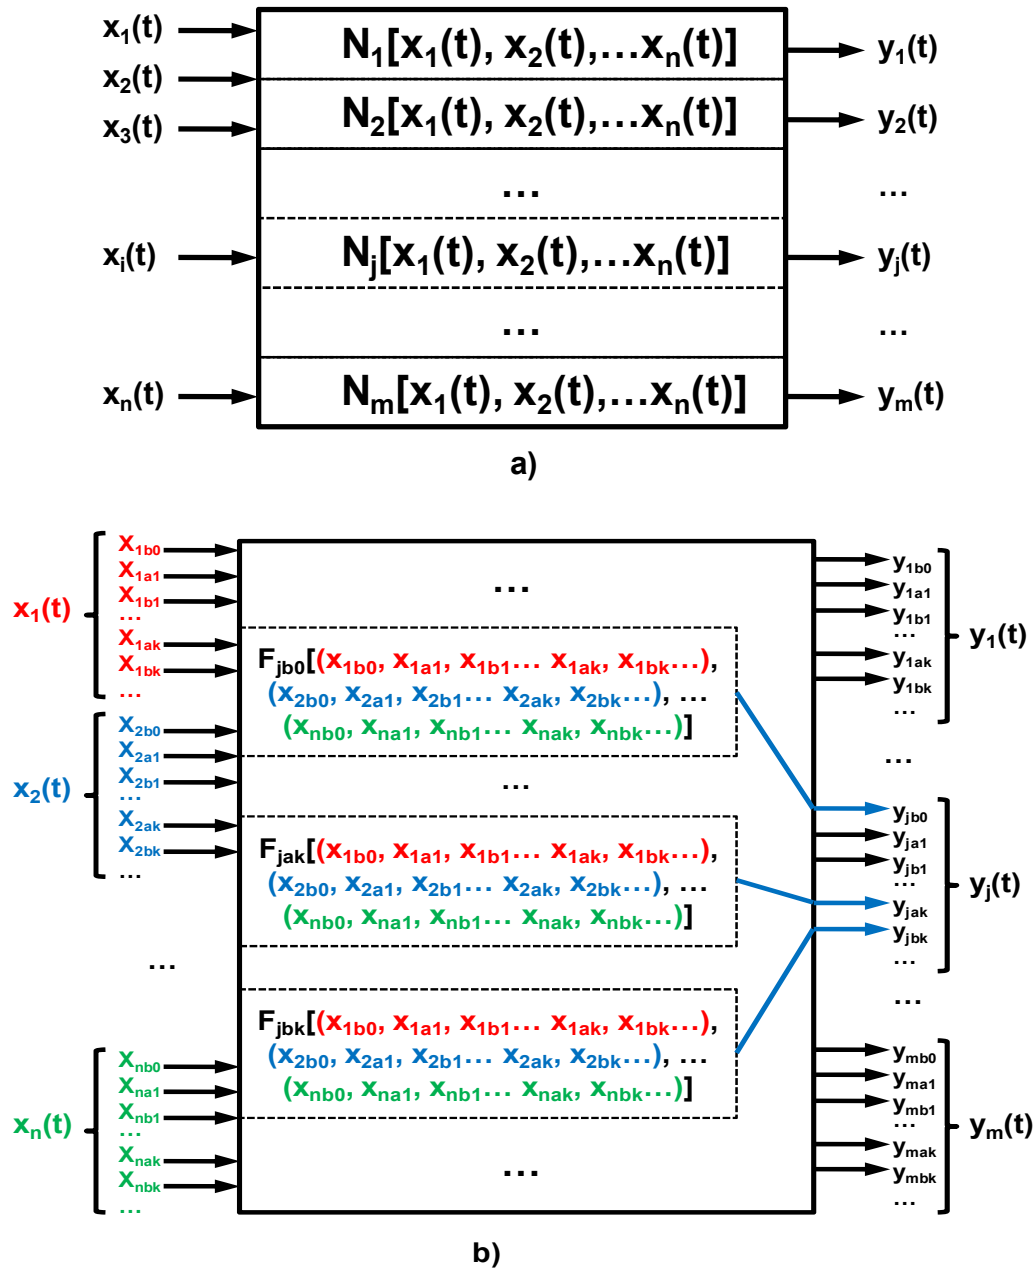 x1(t)
N1[x1(t), x2(t),...xn(t)]
y1(t)
x2(t)
x3(t)
N2[x1(t), x2(t),...xn(t)]
y2(t)
...
...
xi(t)
Nj[x1(t), x2(t),...xn(t)]
yj(t)
...
...
xn(t)
Nm[x1(t), x2(t),...xn(t)]
ym(t)
a)
x1(t)
x1b0
x1a1
x1b1
...
x1ak
x1bk
...
x2(t)
x2b0
x2a1
x2b1
...
x2ak
x2bk
...
...
xn(t)
xnb0
xna1
xnb1
...
xnak
xnbk
...
...
Fjb0[(x1b0, x1a1, x1b1... x1ak, x1bk...),
(x2b0, x2a1, x2b1... x2ak, x2bk...), ...
(xnb0, xna1, xnb1... xnak, xnbk...)]
...
Fjak[(x1b0, x1a1, x1b1... x1ak, x1bk...),
(x2b0, x2a1, x2b1... x2ak, x2bk...), ...
(xnb0, xna1, xnb1... xnak, xnbk...)]
Fjbk[(x1b0, x1a1, x1b1... x1ak, x1bk...),
(x2b0, x2a1, x2b1... x2ak, x2bk...), ...
(xnb0, xna1, xnb1... xnak, xnbk...)]
...
y1b0
y1a1
y1b1
...
y1ak
y1bk
...
y1(t)
...
yjb0
yja1
yjb1
...
yjak
yjbk
...
yj(t)
...
ymb0
yma1
ymb1
...
ymak
ymbk
...
ym(t)
b)